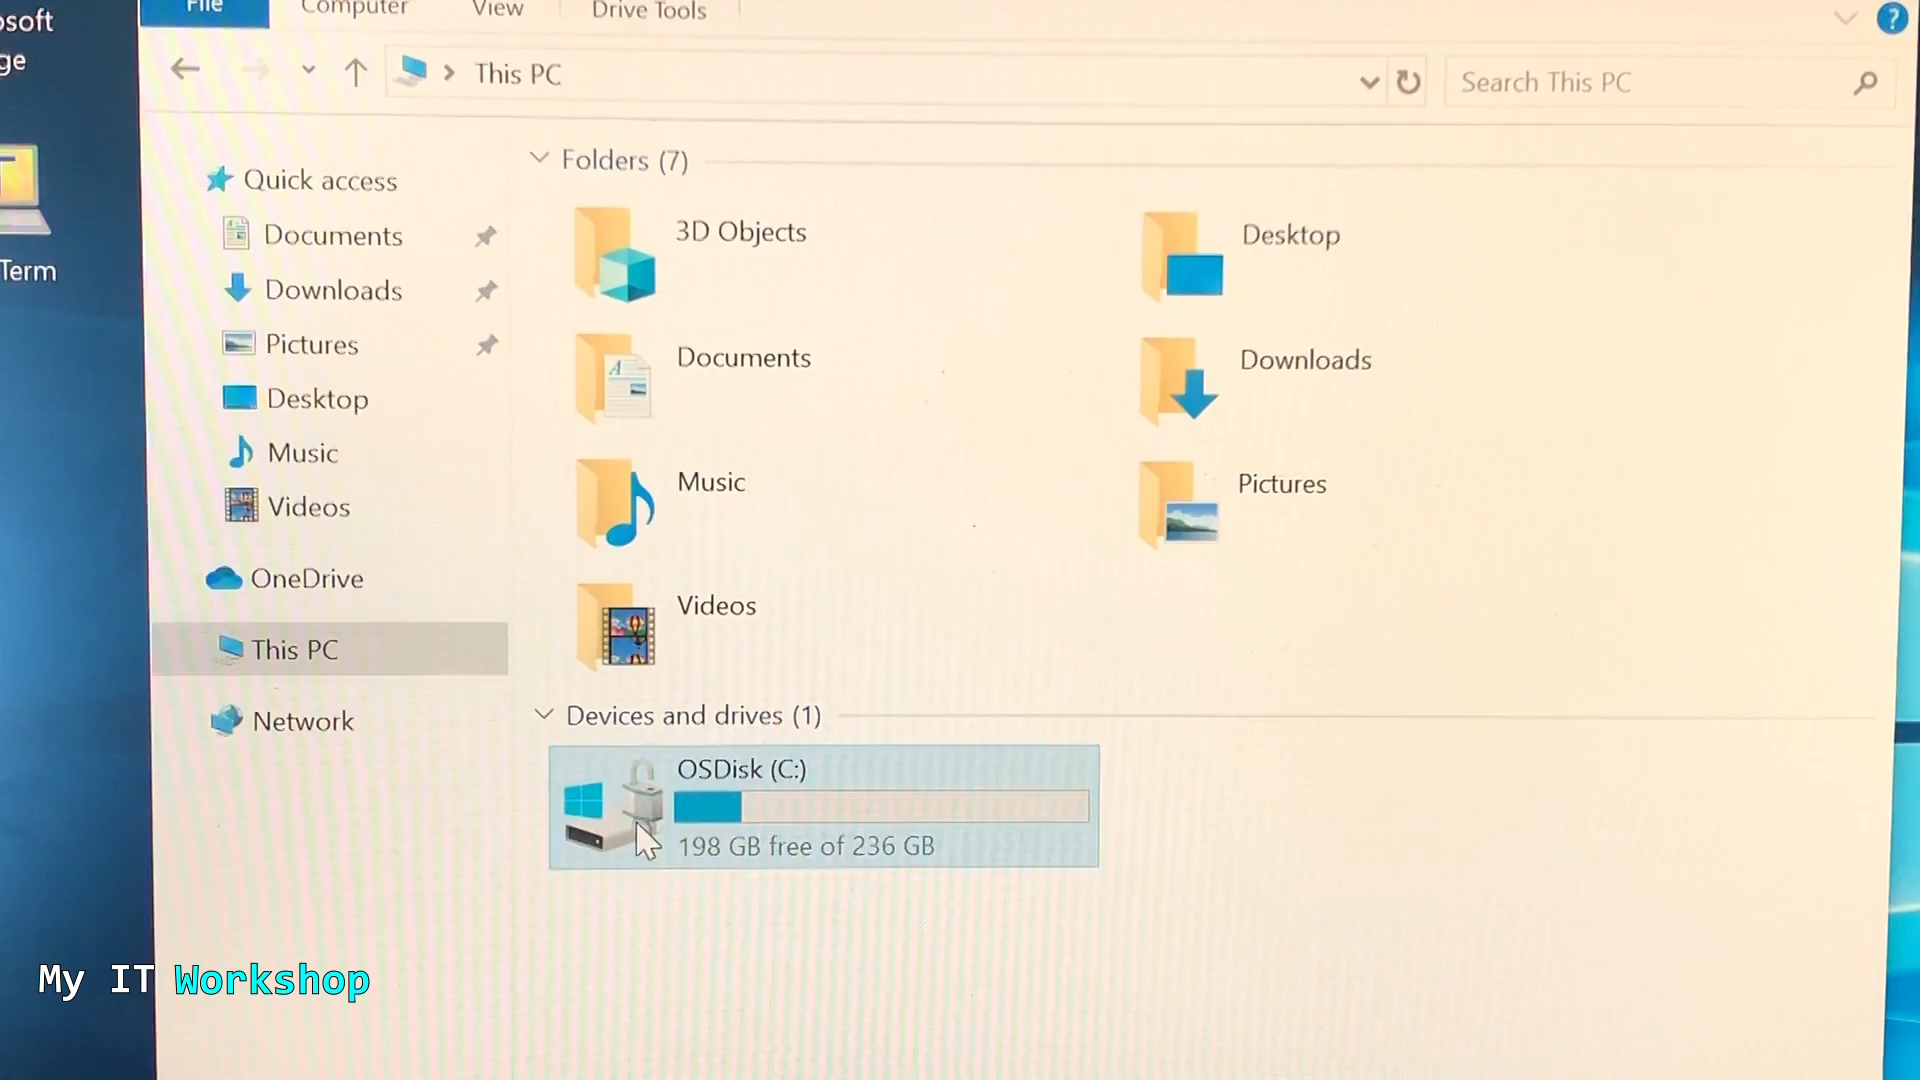 osoft
ge
Term
File
Computer
View
Drive Tools
?
This PC
Search This PC
Quick access
Documents
Downloads
Pictures
Desktop
Music
Videos
OneDrive
This PC
Network
Folders (7)
3D Objects
Desktop
Documents
Downloads
Music
Pictures
Videos
Devices and drives (1)
OSDisk (C:)
198 GB free of 236 GB
My IT Workshop